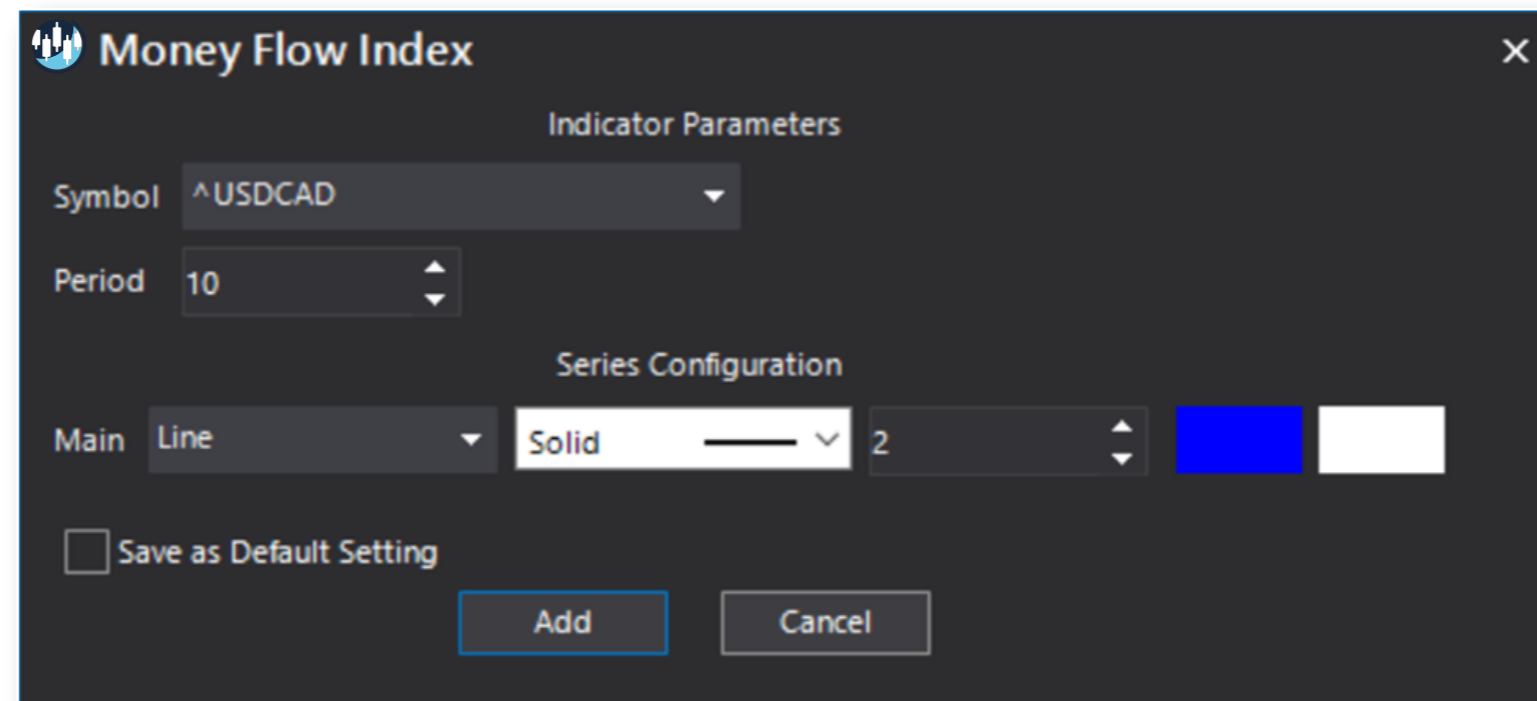 Money Flow Index
Indicator Parameters
Symbol ^USDCAD
Period 10
Series Configuration
Main Line Solid 2
Save as Default Setting
Add Cancel